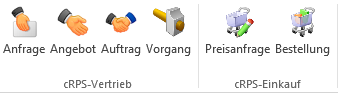 Anfrage Angebot Auftrag Vorgang Preisanfrage Bestellung
cRPS-Vertrieb cRPS-Einkauf